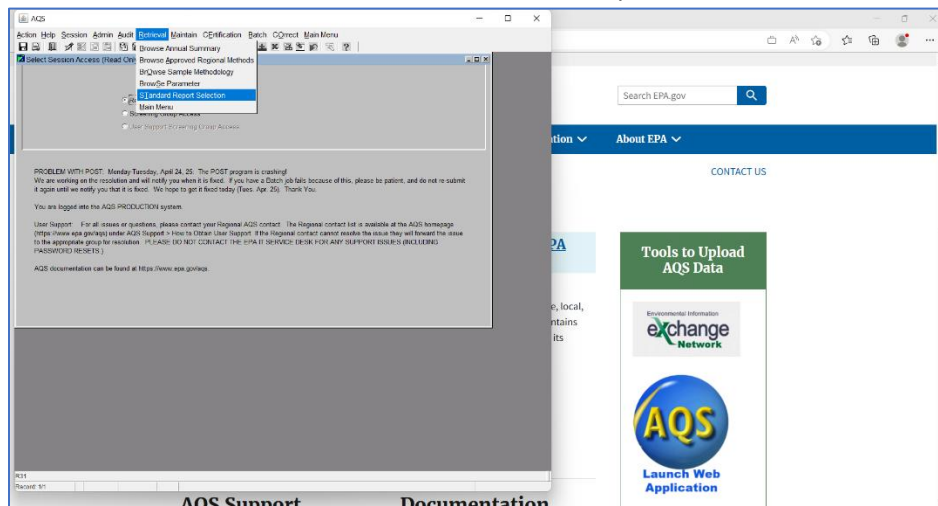 AQS
Action Help Session Admin Audit Retrieval Maintain CErtification Batch COrrect Main Menu
Select Session Access (Read Only
Browse Annual Summary
Browse Approved Regional Methods
BrOwse Sample Methodology
BrowSe Parameter
STandard Report Selection
Main Menu
Screening Group Access
User Support Screening Group Access
PROBLEM WITH POST: Monday-Tuesday, April 24, 25: The POST program is crashing!
We are working on the resolution and will notify you when it is fixed. If you have a Batch job fails because of this, please be patient, and do not re-submit
it again until we notify you that it is fixed. We hope to get it fixed today (Tues. Apr. 25). Thank You.
You are logged into the AQS PRODUCTION system.
User Support: For all issues or questions, please contact your Regional AQS contact. The Regional contact list is available at the AQS homepage
(https://www.epa.gov/aqs) under AQS Support > How to Obtain User Support. If the Regional contact cannot resolve the issue they will forward the issue
to the appropriate group for resolution. PLEASE DO NOT CONTACT THE EPA IT SERVICE DESK FOR ANY SUPPORT ISSUES (INCLUDING
PASSWORD RESETS.)
AQS documentation can be found at https://www.epa.gov/aqs.
Record: 1/1
Search EPA.gov
tion
About EPA
CONTACT US
PA
e, local,
ntains
its
Tools to Upload
AQS Data
Environmental Information
eXchange
Network
AQS
Launch Web
Application
AQS Support
Documentation